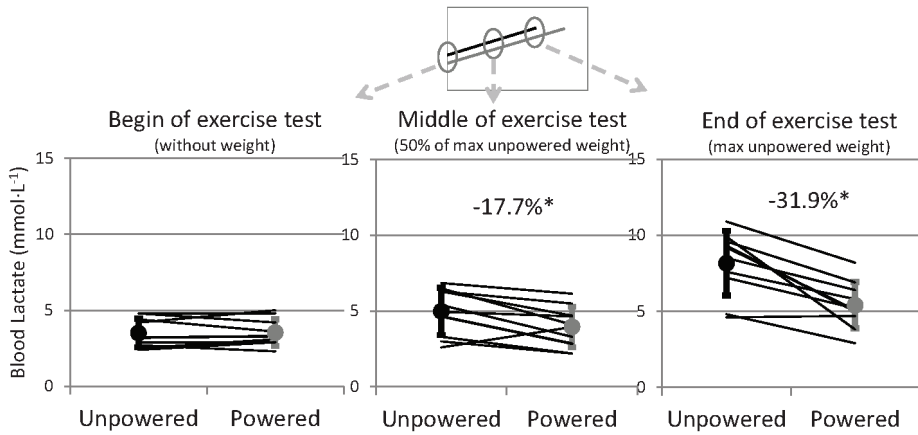 Begin of exercise test
(without weight)
Middle of exercise test
(50% of max unpowered weight)
End of exercise test
(max unpowered weight)
Blood Lactate (mmol·L⁻¹)
15
10
5
0
Unpowered
Powered
15
10
5
0
-17.7%*
Unpowered
Powered
15
10
5
0
-31.9%*
Unpowered
Powered